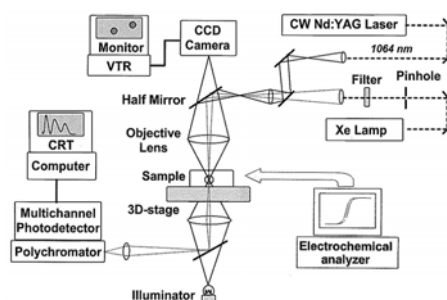 CCD
Camera
CW Nd:YAG Laser
Monitor
VTR
1064 nm
Half Mirror
Filter
Pinhole
Objective
Lens
Xe Lamp
CRT
Computer
Sample
3D-stage
Multichannel
Photodetector
Polychromator
Electrochemical
analyzer
Illuminator